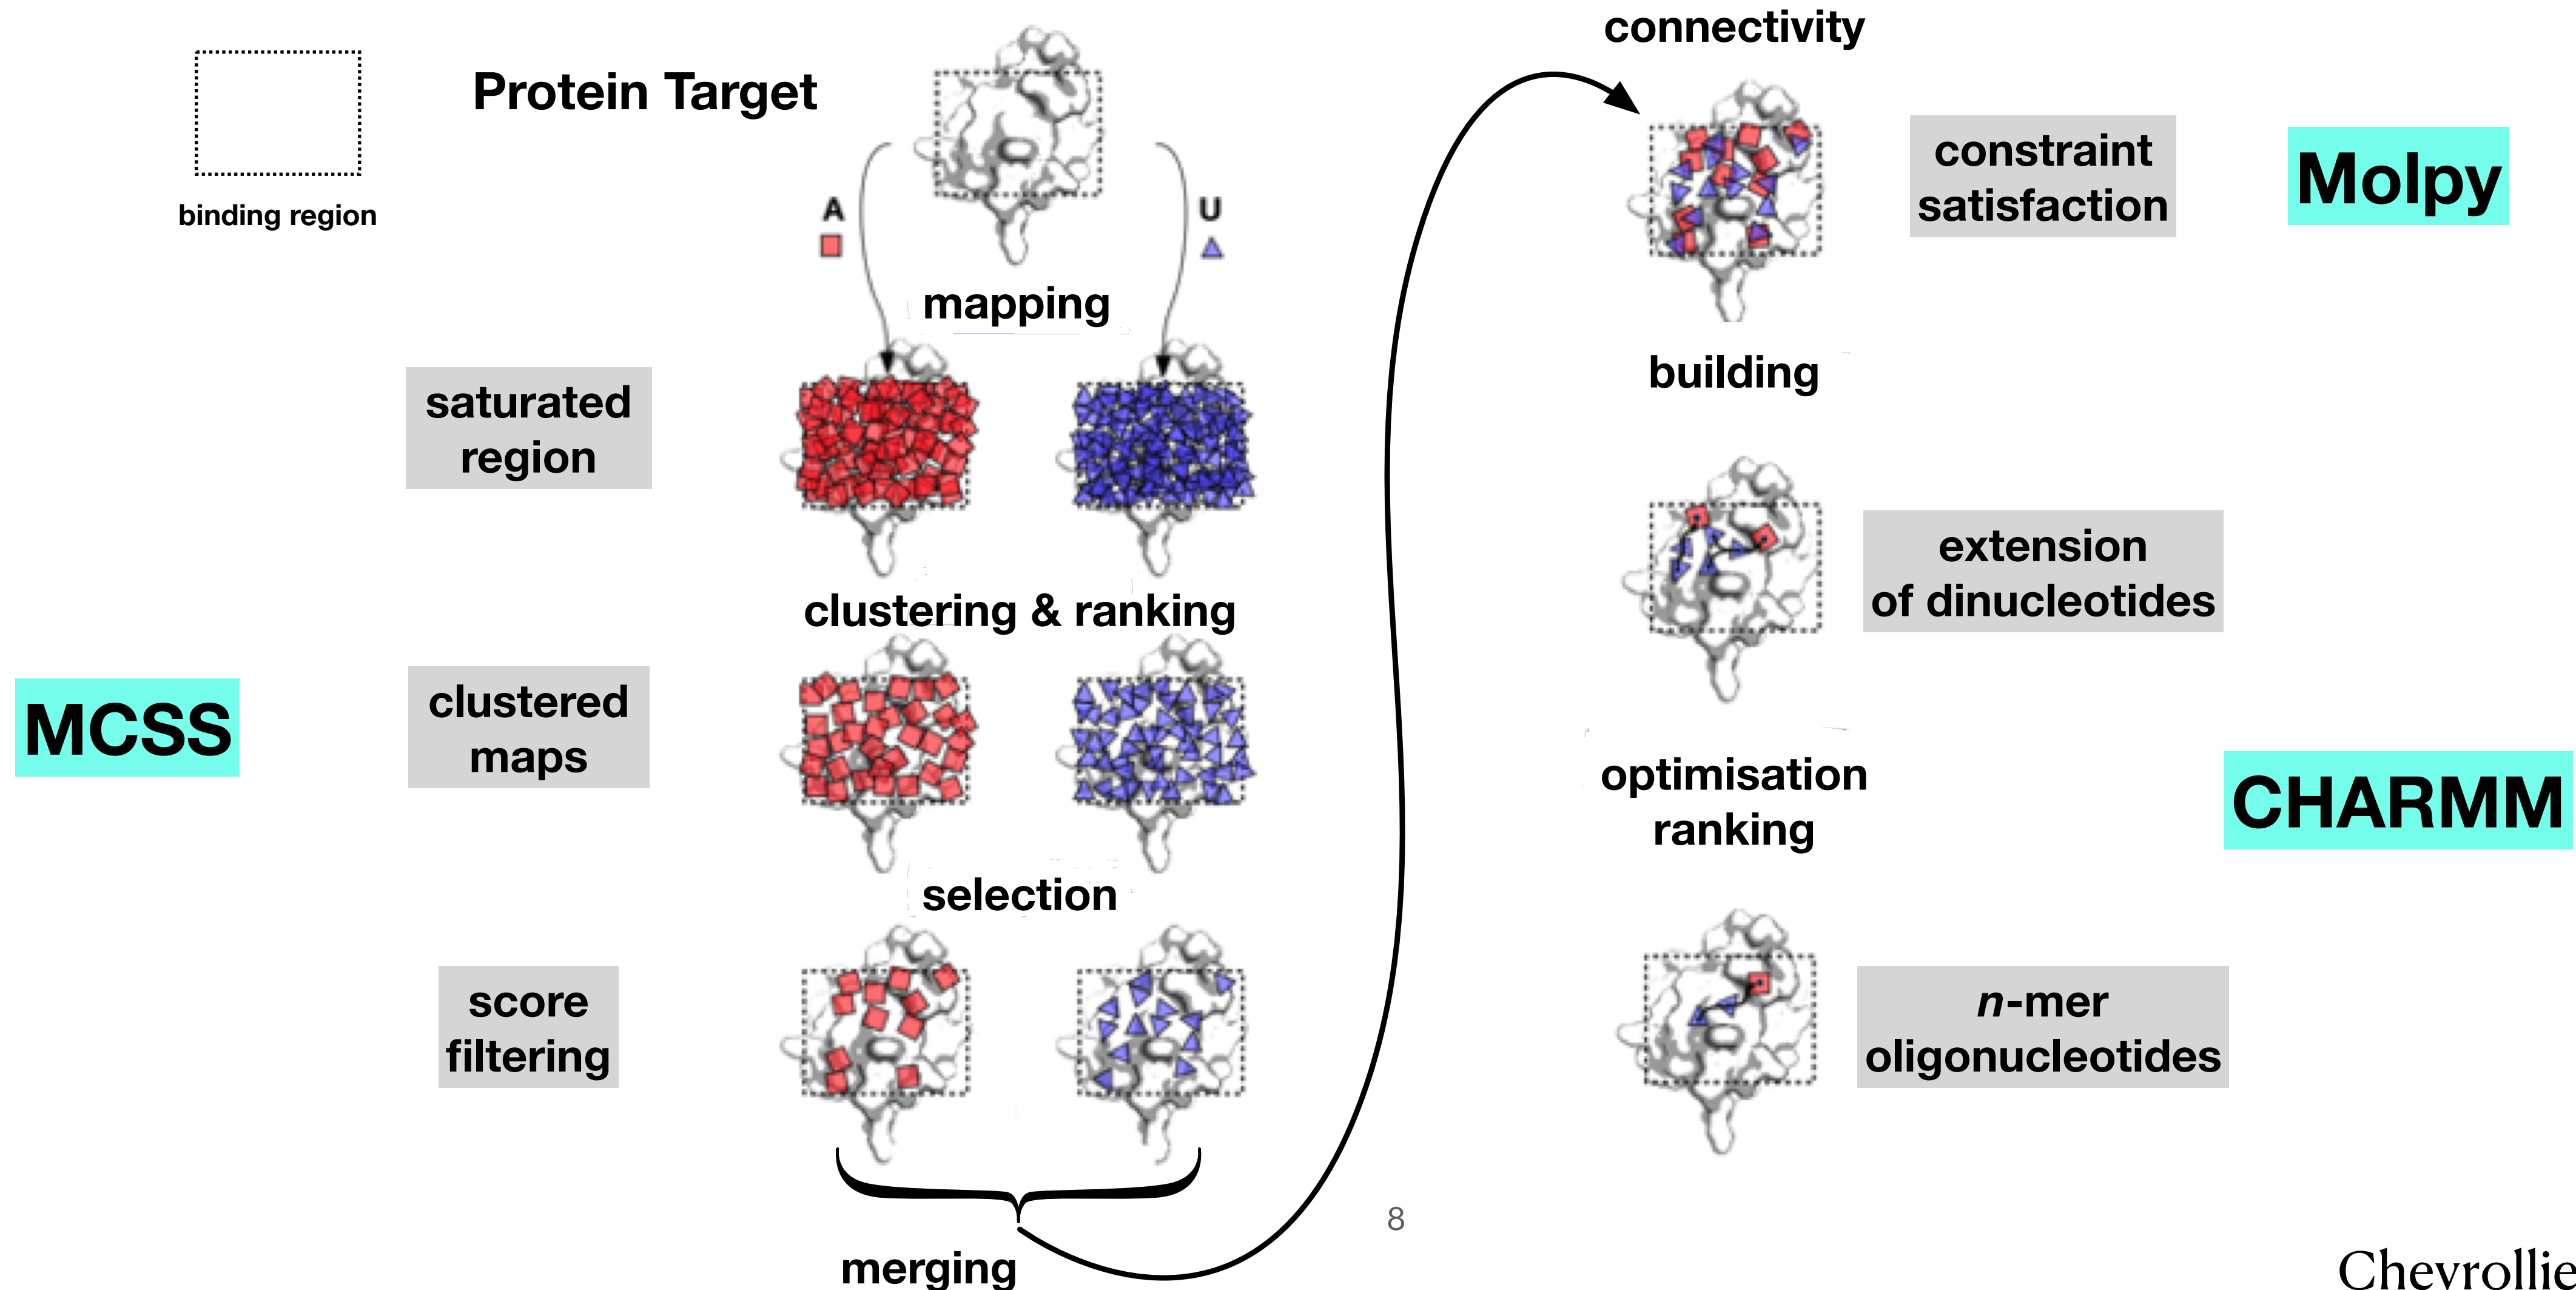 binding region
Protein Target
A
U
mapping
saturated
region
clustering & ranking
MCSS
clustered
maps
selection
score
filtering
merging
connectivity
constraint
satisfaction
Molpy
building
extension
of dinucleotides
optimisation
ranking
CHARMM
n-mer
oligonucleotides
8
Chevrollie